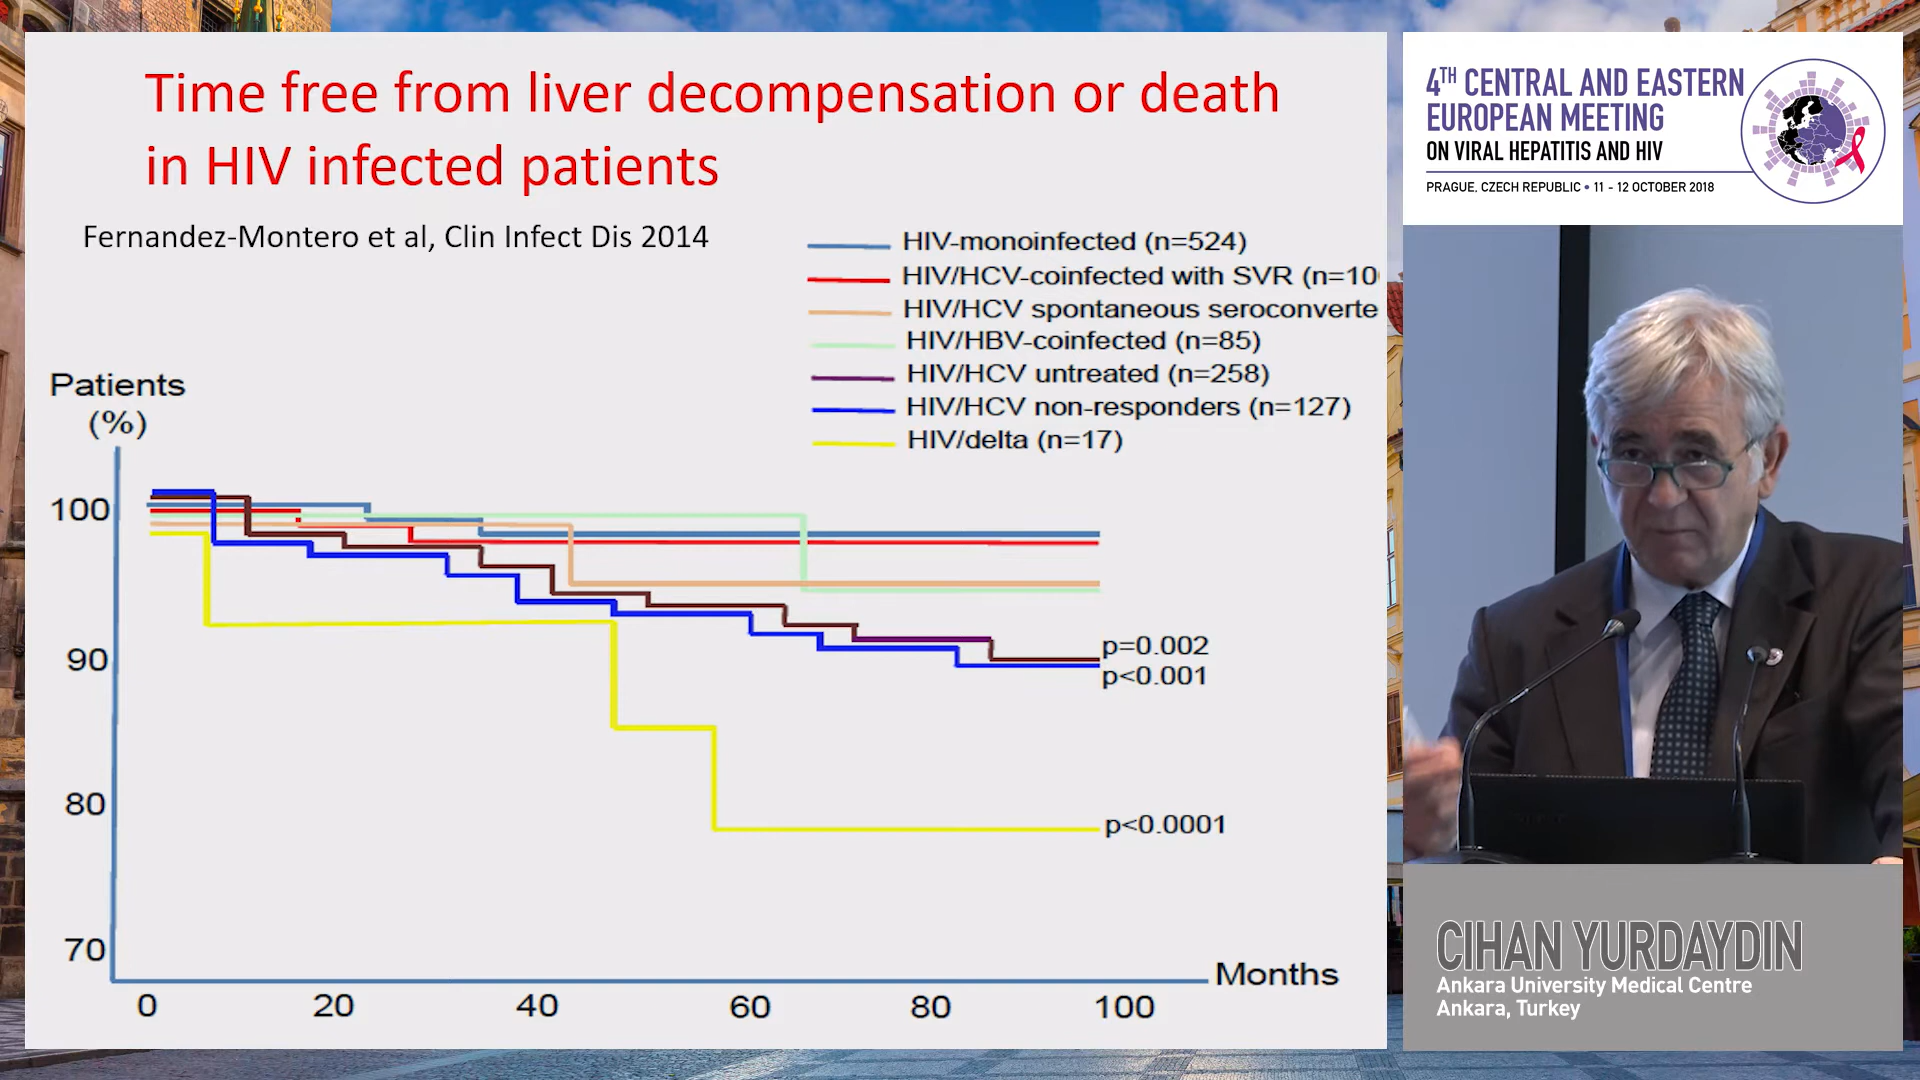 Time free from liver decompensation or death
in HIV infected patients
Fernandez-Montero et al, Clin Infect Dis 2014
HIV-monoinfected (n=524)
HIV/HCV-coinfected with SVR (n=10
HIV/HCV spontaneous seroconverte
HIV/HBV-coinfected (n=85)
HIV/HCV untreated (n=258)
HIV/HCV non-responders (n=127)
HIV/delta (n=17)
Patients
(%)
100
90
80
70
p=0.002
p<0.001
p<0.0001
Months
0 20 40 60 80 100
4TH CENTRAL AND EASTERN
EUROPEAN MEETING
ON VIRAL HEPATITIS AND HIV
PRAGUE, CZECH REPUBLIC • 11 - 12 OCTOBER 2018
CIHAN YURDAYDIN
Ankara University Medical Centre
Ankara, Turkey